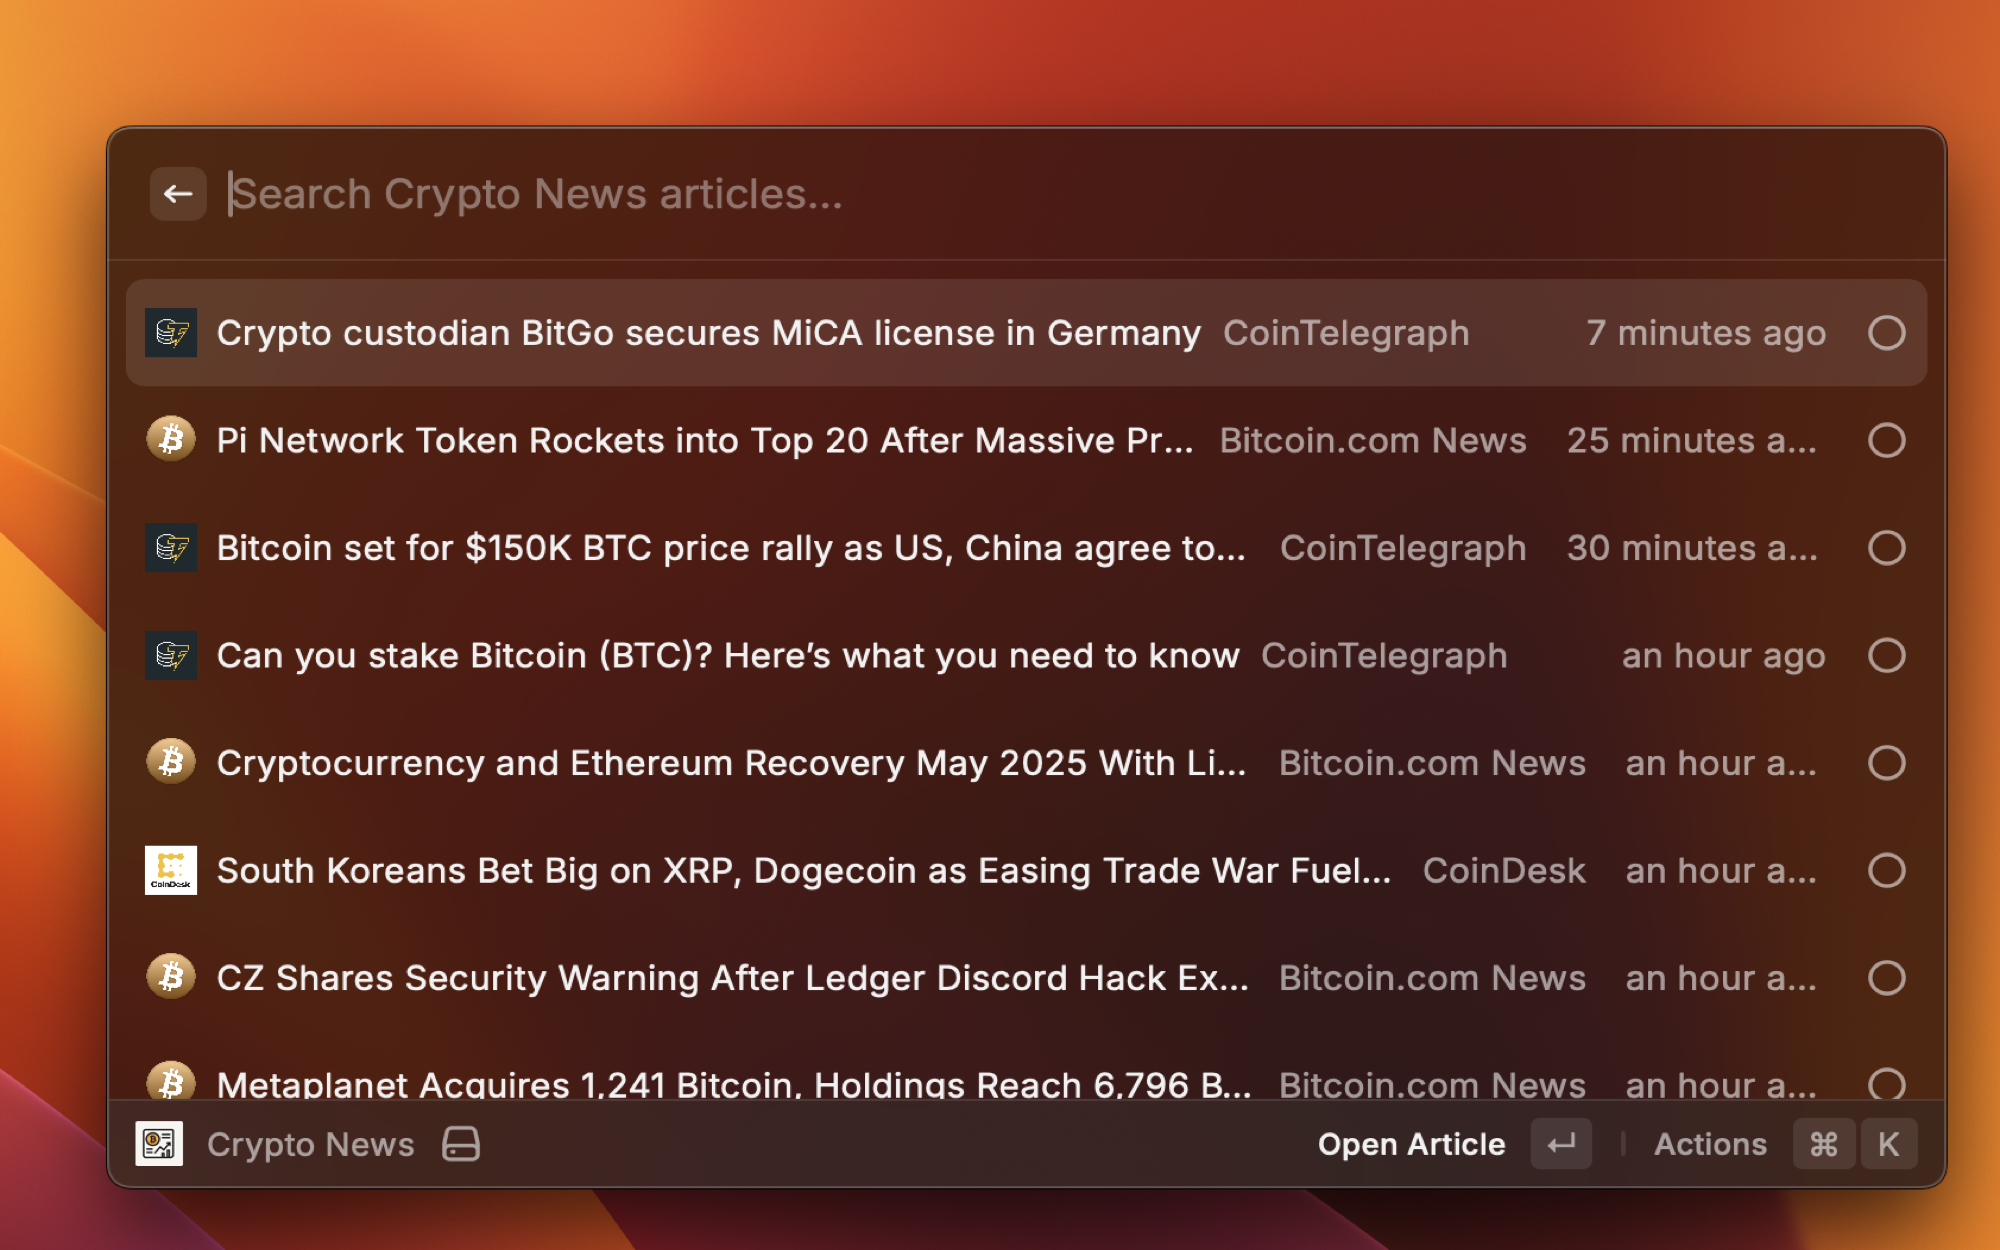 Search Crypto News articles...
Crypto custodian BitGo secures MiCA license in Germany CoinTelegraph 7 minutes ago
Pi Network Token Rockets into Top 20 After Massive Pr... Bitcoin.com News 25 minutes a...
Bitcoin set for $150K BTC price rally as US, China agree to... CoinTelegraph 30 minutes a...
Can you stake Bitcoin (BTC)? Here’s what you need to know CoinTelegraph an hour ago
Cryptocurrency and Ethereum Recovery May 2025 With Li... Bitcoin.com News an hour a...
CoinDesk South Koreans Bet Big on XRP, Dogecoin as Easing Trade War Fuel... CoinDesk an hour a...
CZ Shares Security Warning After Ledger Discord Hack Ex... Bitcoin.com News an hour a...
Metaplanet Acquires 1,241 Bitcoin, Holdings Reach 6,796 B... Bitcoin.com News an hour a...
Crypto News Open Article ↵ Actions ⌘ K